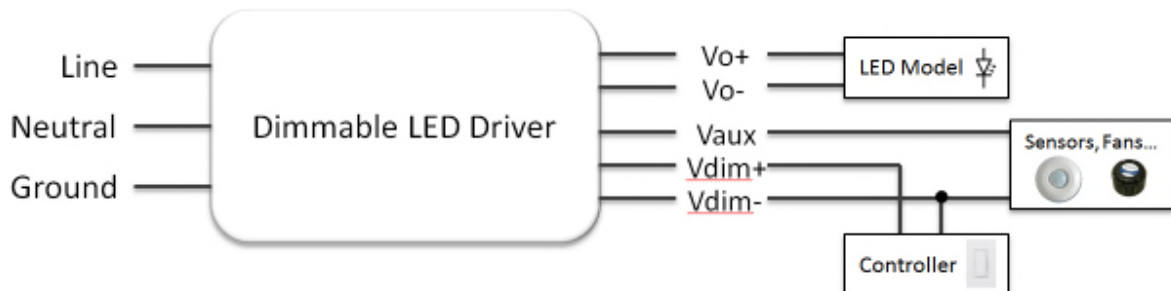 Line
Neutral
Ground
Dimmable LED Driver
Vo+
Vo-
Vaux
Vdim+
Vdim-
LED Model
Sensors, Fans...
Controller